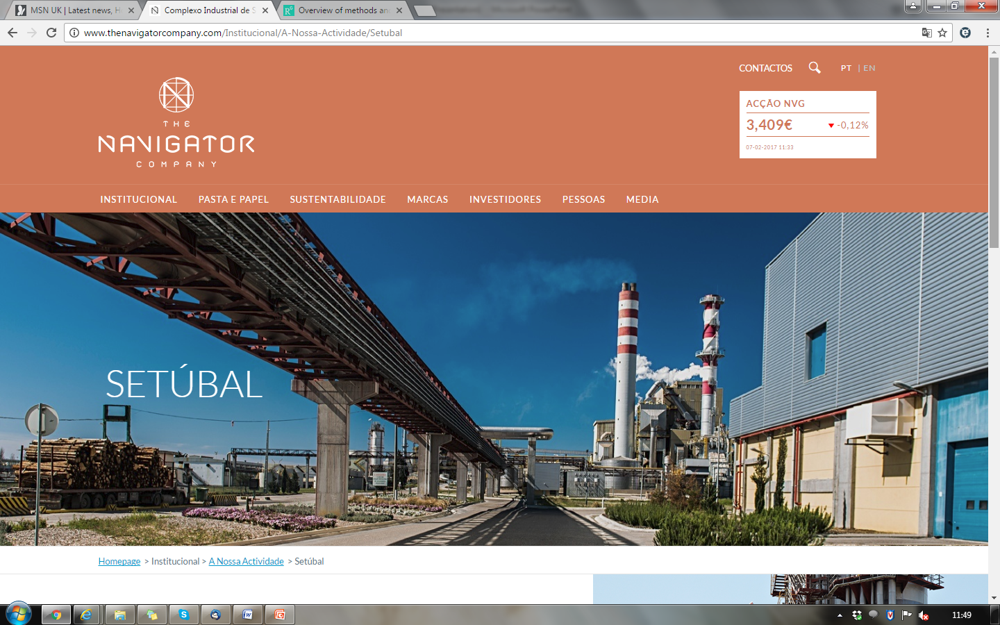 MSN UK | Latest news, H
Complexo Industrial de S
Overview of methods an
www.thenavigatorcompany.com/Institucional/A-Nossa-Actividade/Setubal
CONTACTOS
PT | EN
THE
NAVIGATOR
COMPANY
ACÇÃO NVG
3,409€ -0,12%
07-02-2017 11:33
INSTITUCIONAL PASTA E PAPEL SUSTENTABILIDADE MARCAS INVESTIDORES PESSOAS MEDIA
SETÚBAL
Homepage > Institucional > A Nossa Actividade > Setúbal
11:49